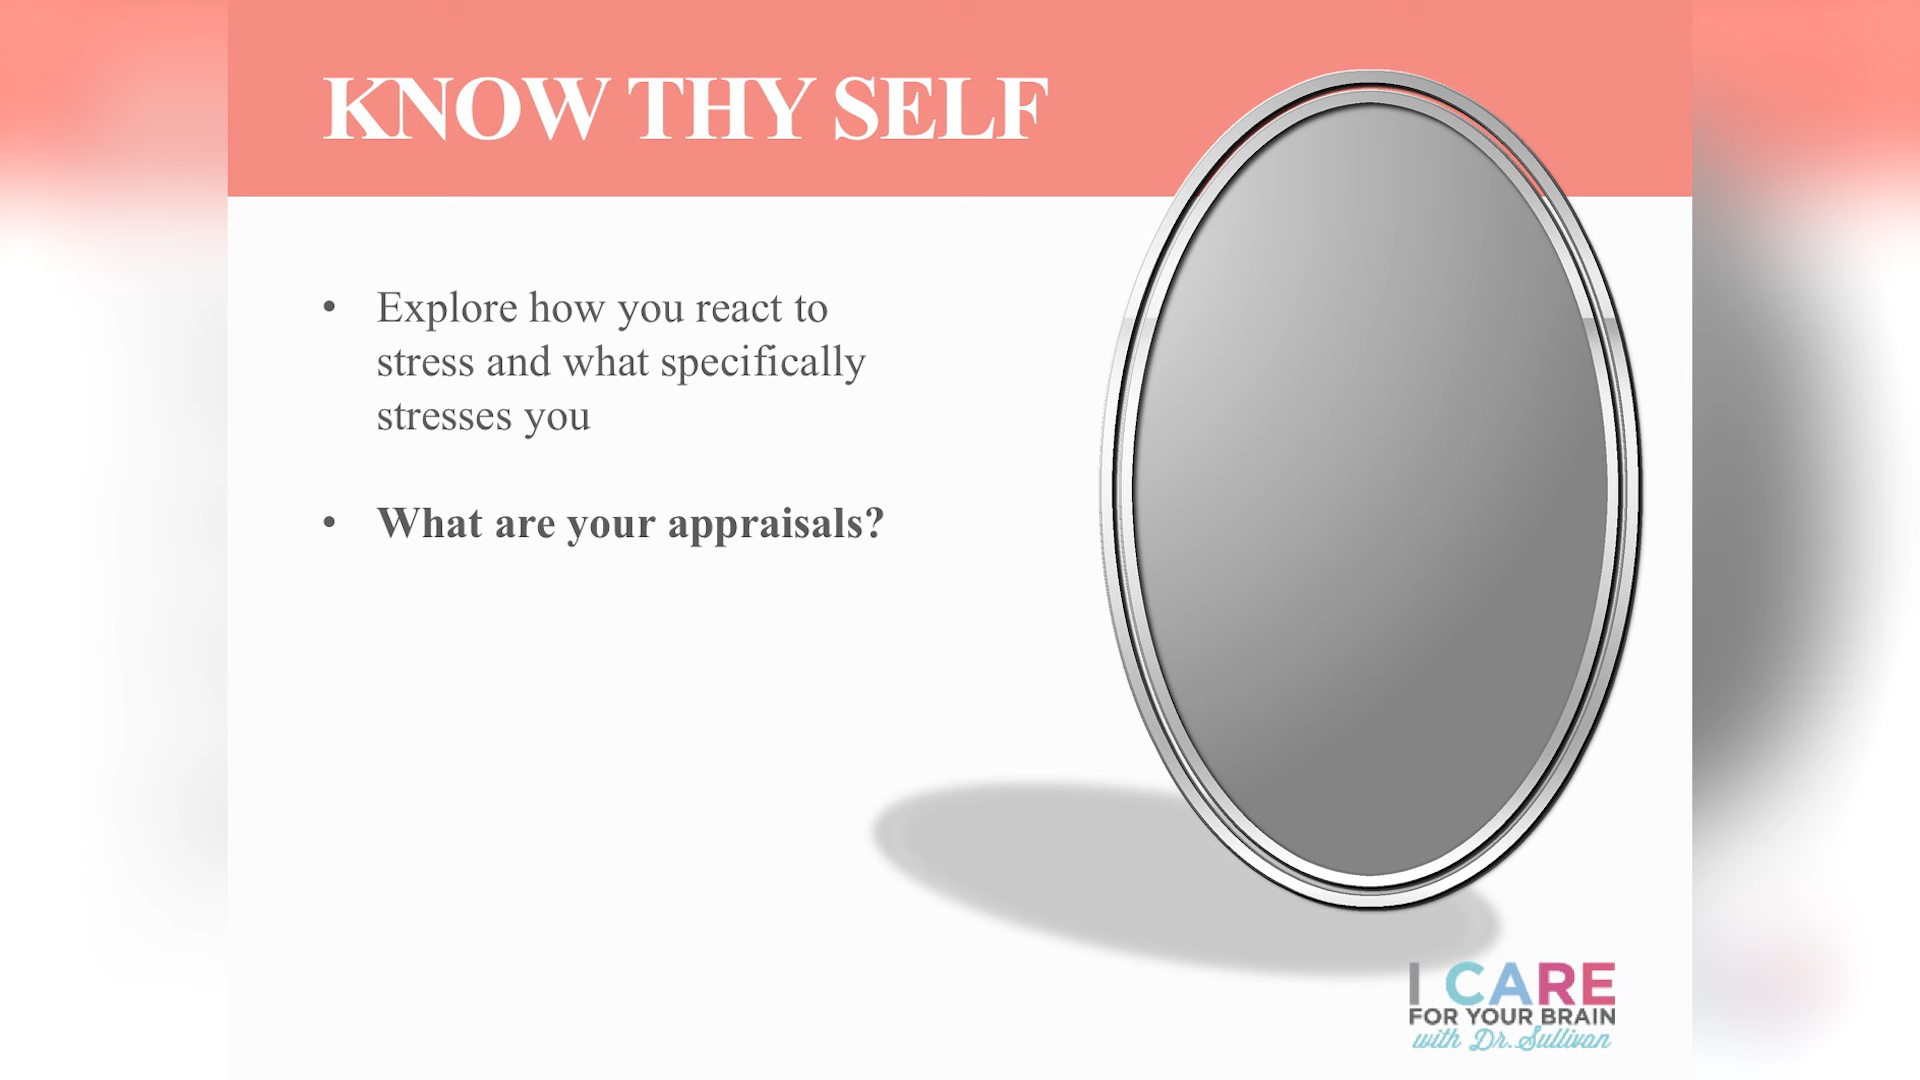 KNOW THY SELF
• Explore how you react to
stress and what specifically
stresses you
• What are your appraisals?
I CARE
FOR YOUR BRAIN
with Dr. Sullivan